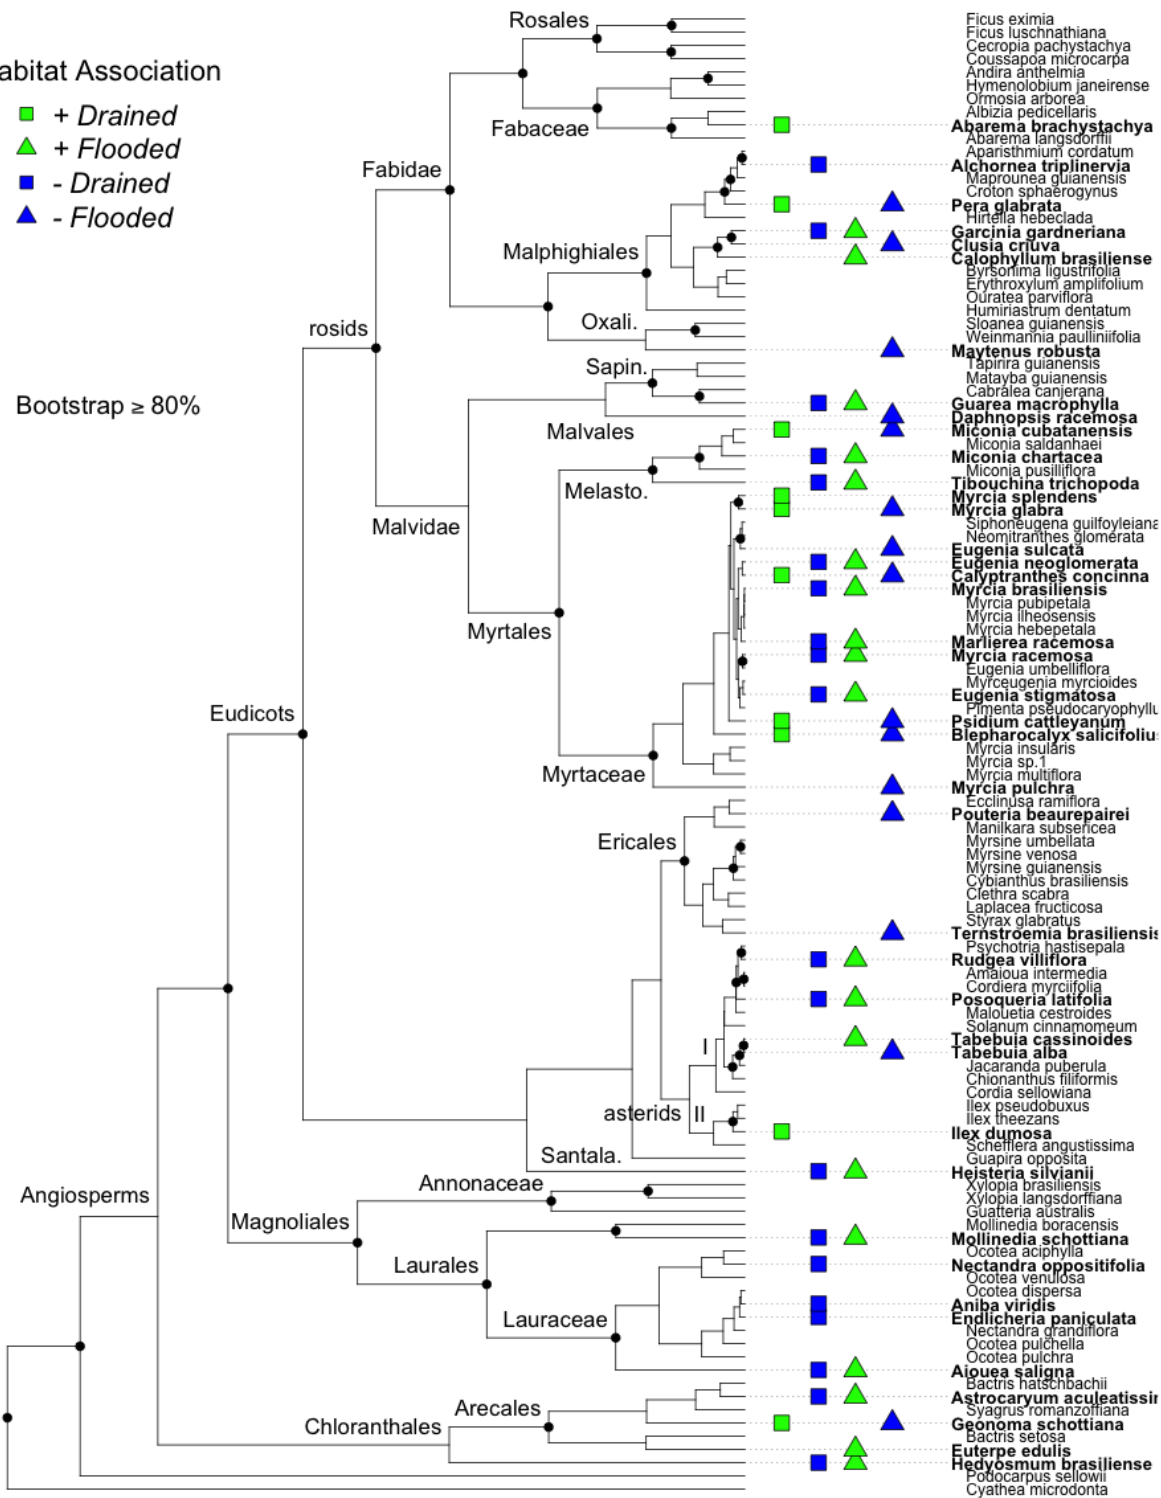 abitat Association
+ Drained
+ Flooded
- Drained
- Flooded
Bootstrap ≥ 80%
Rosales
Fabaceae
Fabidae
Malphighiales
Oxali.
rosids
Sapin.
Malvales
Melasto.
Malvidae
Myrtales
Myrtaceae
Eudicots
Ericales
I
asterids
II
Santala.
Annonaceae
Angiosperms
Magnoliales
Laurales
Lauraceae
Arecales
Chloranthales
Ficus eximia
Ficus luschnathiana
Cecropia pachystachya
Coussapoa microcarpa
Andira anthelmia
Hymenolobium janeirense
Ormosia arborea
Albizia pedicellaris
Abarema brachystachya
Abarema langsdorffii
Aparisthmium cordatum
Alchornea triplinervia
Maprounea guianensis
Croton sphaerogynus
Pera glabrata
Hirtella hebeclada
Garcinia gardneriana
Clusia criuva
Calophyllum brasiliense
Byrsonima ligustrifolia
Erythroxylum amplifolium
Ouratea parviflora
Humiriastrum dentatum
Sloanea guianensis
Weinmannia paulliniifolia
Maytenus robusta
Tapirira guianensis
Matayba guianensis
Cabralea canjerana
Guarea macrophylla
Daphnopsis racemosa
Miconia cubatanensis
Miconia saldanhaei
Miconia chartacea
Miconia pusilliflora
Tibouchina trichopoda
Myrcia splendens
Myrcia glabra
Siphoneugena guilfoyleiana
Neomitranthes glomerata
Eugenia sulcata
Eugenia neoglomerata
Calyptranthes concinna
Myrcia brasiliensis
Myrcia pubipetala
Myrcia ilheosensis
Myrcia hebepetala
Marlierea racemosa
Myrcia racemosa
Eugenia umbelliflora
Myrceugenia myrcioides
Eugenia stigmatosa
Pimenta pseudocaryophyllu
Psidium cattleyanum
Blepharocalyx salicifoliu
Myrcia insularis
Myrcia sp.1
Myrcia multiflora
Myrcia pulchra
Ecclinusa ramiflora
Pouteria beaurepairei
Manilkara subsericea
Myrsine umbellata
Myrsine venosa
Myrsine guianensis
Cybianthus brasiliensis
Clethra scabra
Laplacea fructicosa
Styrax glabratus
Ternstroemia brasiliensis
Psychotria hastisepala
Rudgea villiflora
Amaioua intermedia
Cordiera myrciifolia
Posoqueria latifolia
Malouetia cestroides
Solanum cinnamomeum
Tabebuia cassinoides
Tabebuia alba
Jacaranda puberula
Chionanthus filiformis
Cordia sellowiana
Ilex pseudobuxus
Ilex theezans
Ilex dumosa
Schefflera angustissima
Guapira opposita
Heisteria silvianii
Xylopia brasiliensis
Xylopia langsdorffiana
Guatteria australis
Mollinedia boracensis
Mollinedia schottiana
Ocotea aciphylla
Nectandra oppositifolia
Ocotea venulosa
Ocotea dispersa
Aniba viridis
Endlicheria paniculata
Nectandra grandiflora
Ocotea pulchella
Ocotea pulchra
Aiouea saligna
Bactris hatschbachii
Astrocaryum aculeatissin
Syagrus romanzoffiana
Geonoma schottiana
Bactris setosa
Euterpe edulis
Hedyosmum brasiliense
Podocarpus sellowii
Cyathea microdonta